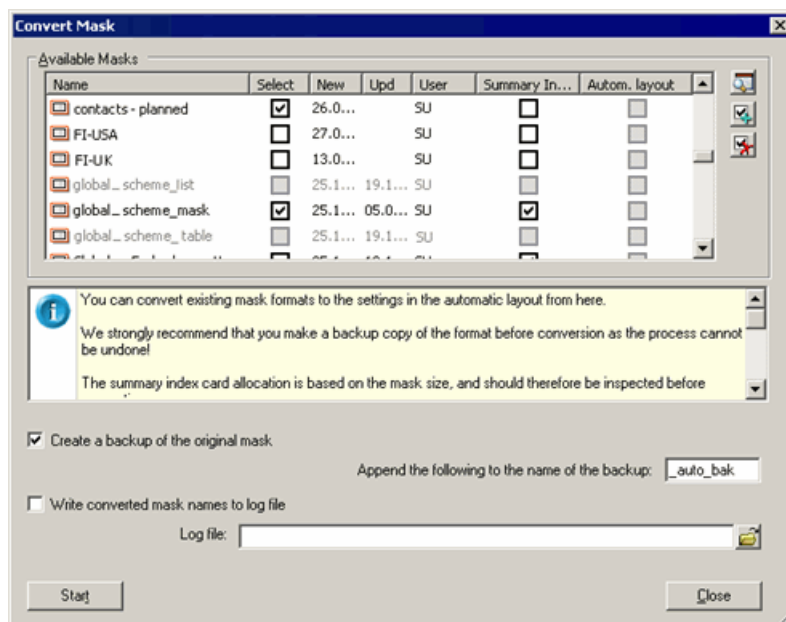 Convert Mask
Available Masks
Name Select New Upd User Summary In... Autom. layout
contacts - planned 26.0... SU
FI-USA 27.0... SU
FI-UK 13.0... SU
global_scheme_list 25.1... 19.1... SU
global_scheme_mask 25.1... 05.0... SU
global_scheme_table 25.1... 19.1... SU
You can convert existing mask formats to the settings in the automatic layout from here.
We strongly recommend that you make a backup copy of the format before conversion as the process cannot
be undone!
The summary index card allocation is based on the mask size, and should therefore be inspected before
Create a backup of the original mask
Append the following to the name of the backup: _auto_bak
Write converted mask names to log file
Log file:
Start Close